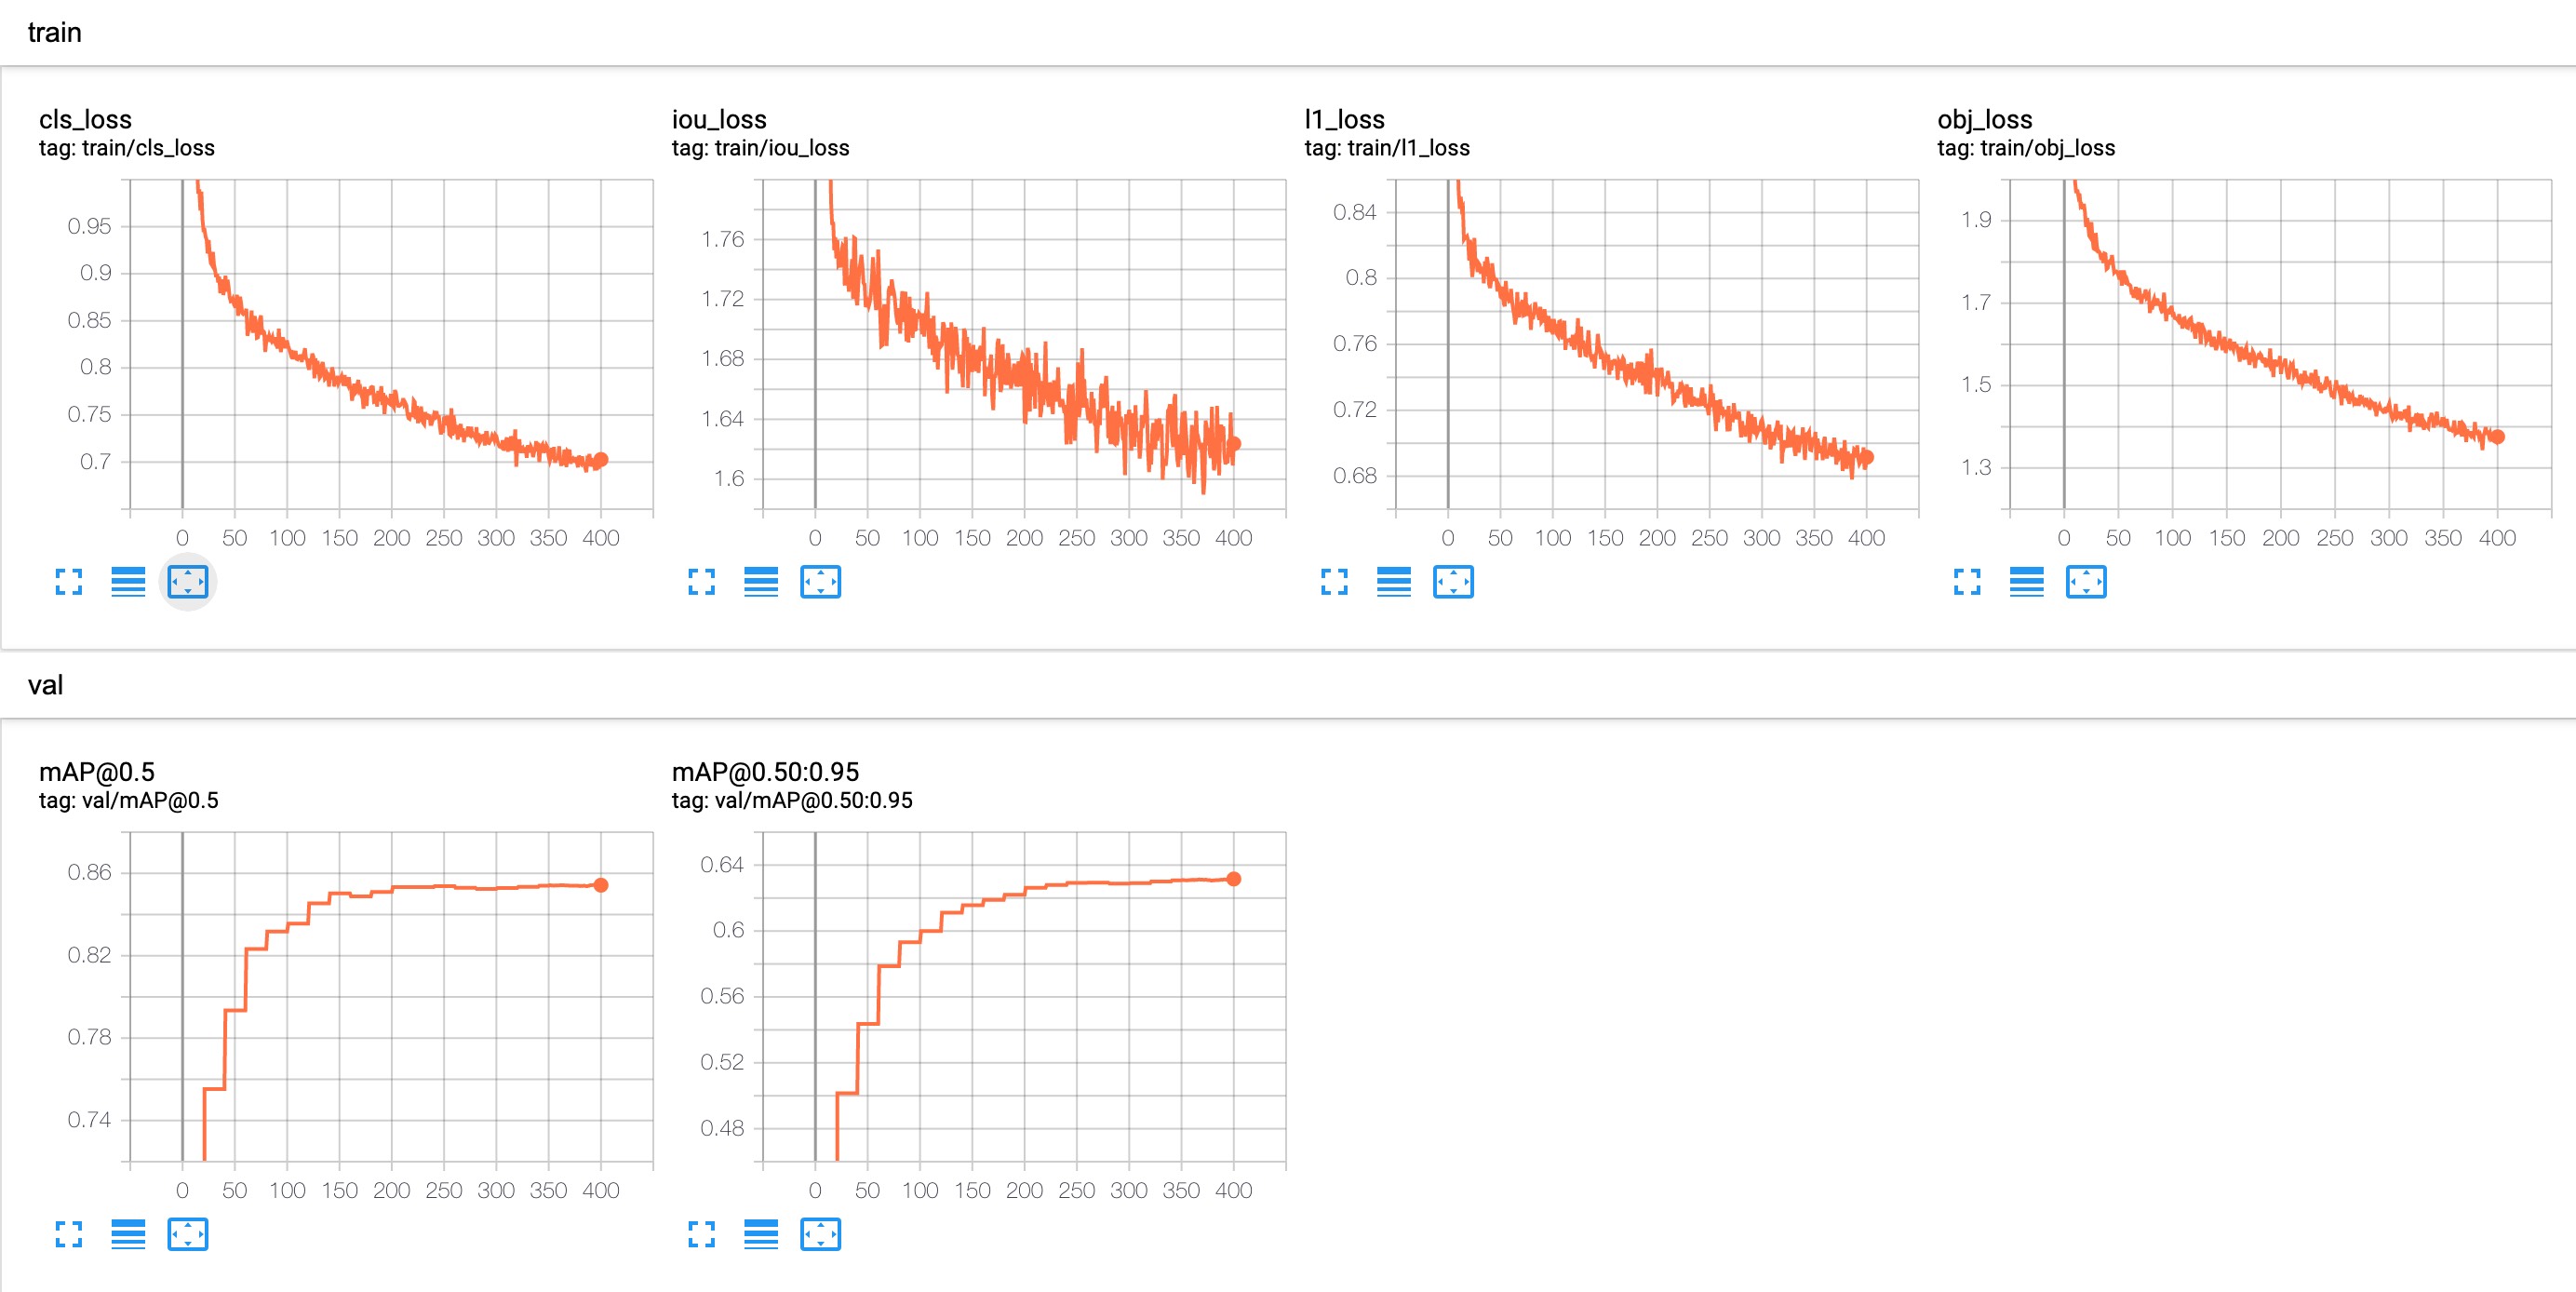 train
cls_loss
tag: train/cls_loss
0.95
0.9
0.85
0.8
0.75
0.7
0 50 100 150 200 250 300 350 400
iou_loss
tag: train/iou_loss
1.76
1.72
1.68
1.64
1.6
0 50 100 150 200 250 300 350 400
l1_loss
tag: train/l1_loss
0.84
0.8
0.76
0.72
0.68
0 50 100 150 200 250 300 350 400
obj_loss
tag: train/obj_loss
1.9
1.7
1.5
1.3
0 50 100 150 200 250 300 350 400
val
mAP@0.5
tag: val/mAP@0.5
0.86
0.82
0.78
0.74
0 50 100 150 200 250 300 350 400
mAP@0.50:0.95
tag: val/mAP@0.50:0.95
0.64
0.6
0.56
0.52
0.48
0 50 100 150 200 250 300 350 400